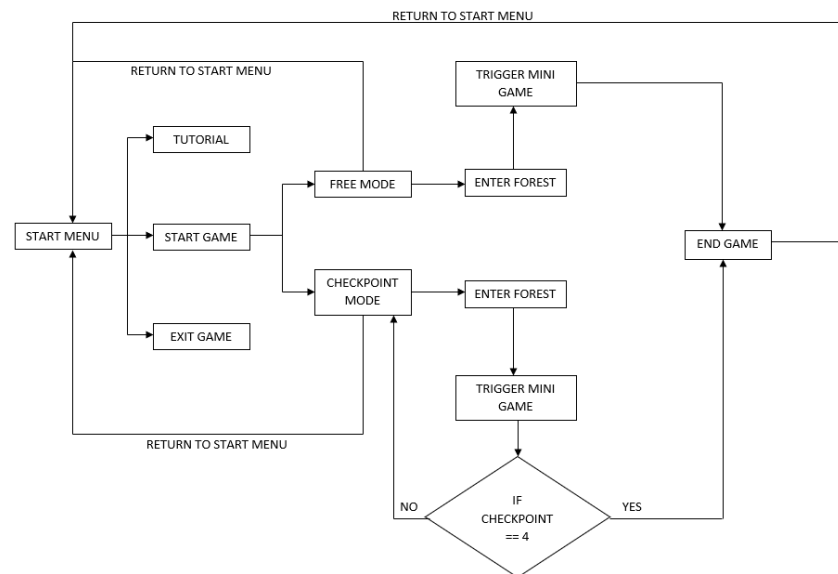 RETURN TO START MENU
RETURN TO START MENU
TRIGGER MINI
GAME
TUTORIAL
FREE MODE
ENTER FOREST
START MENU
START GAME
END GAME
CHECKPOINT
MODE
ENTER FOREST
EXIT GAME
TRIGGER MINI
GAME
RETURN TO START MENU
NO
IF
CHECKPOINT
== 4
YES